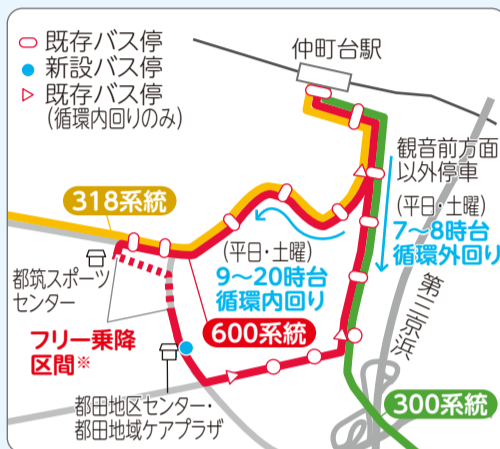 既存バス停
新設バス停
既存バス停
(循環内回りのみ)
仲町台駅
観音前方面
以外停車
(平日・土曜)
7〜8時台
循環外回り
318系統
(平日・土曜)
9〜20時台
循環内回り
都筑スポーツ
センター
600系統
第三京浜
フリー乗降
区間※
都田地区センター・
都田地域ケアプラザ
300系統